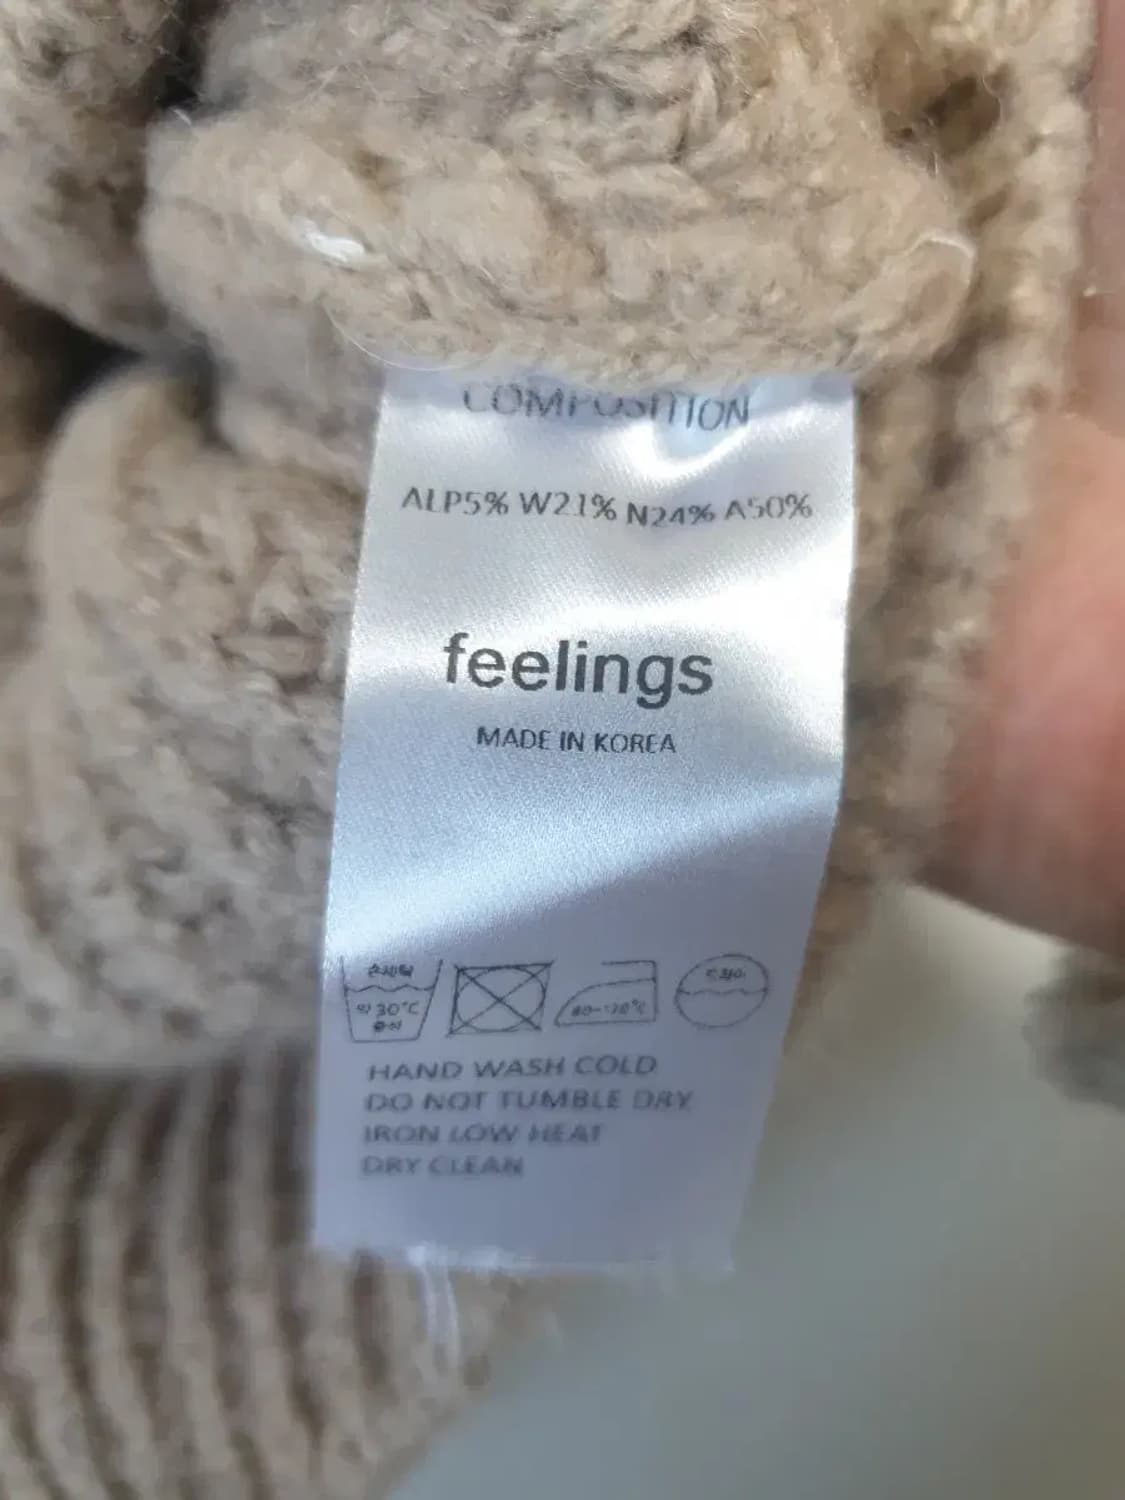 COMPOSITION
ALP5% W21% N24% A50%
feelings
MADE IN KOREA
30°C
HAND WASH COLD
DO NOT TUMBLE DRY
IRON LOW HEAT
DRY CLEAN